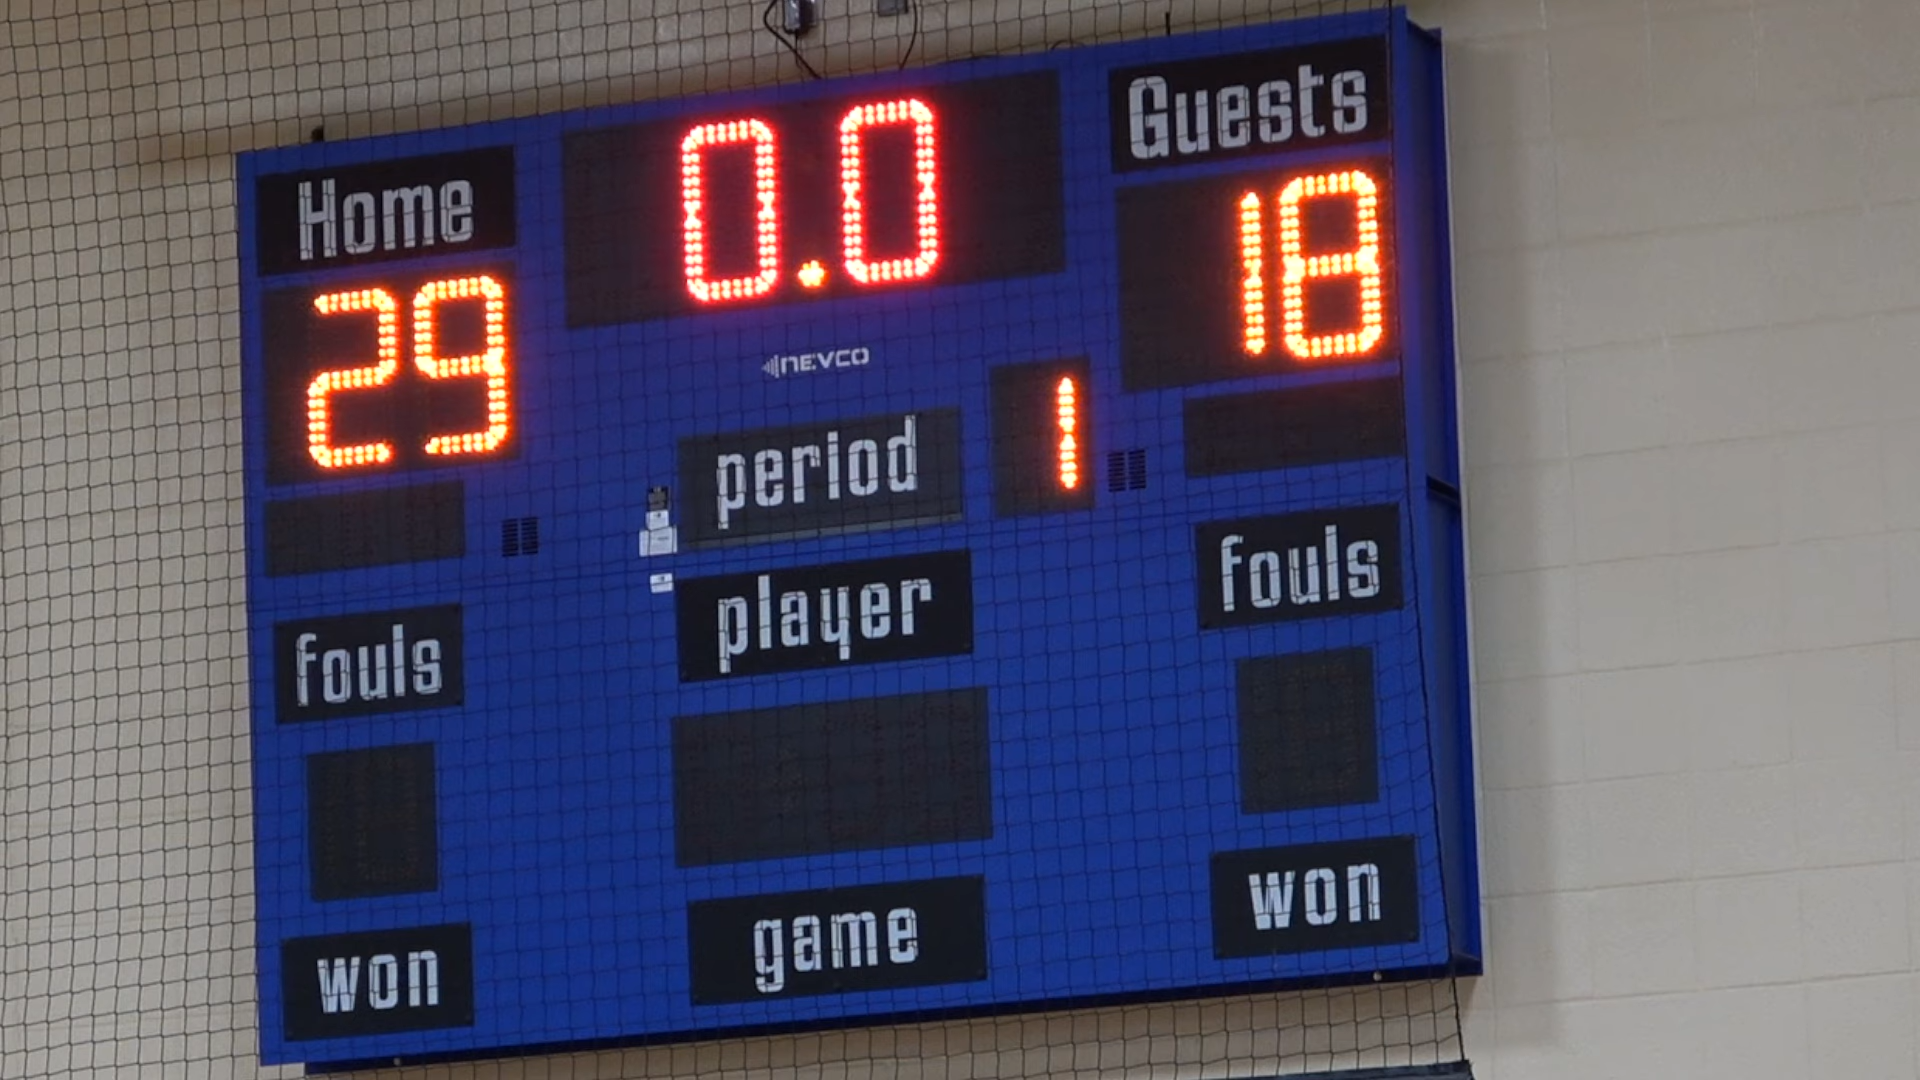 Home 0.0 Guests
29 18
NEVCO
period 1
fouls player fouls
won game won